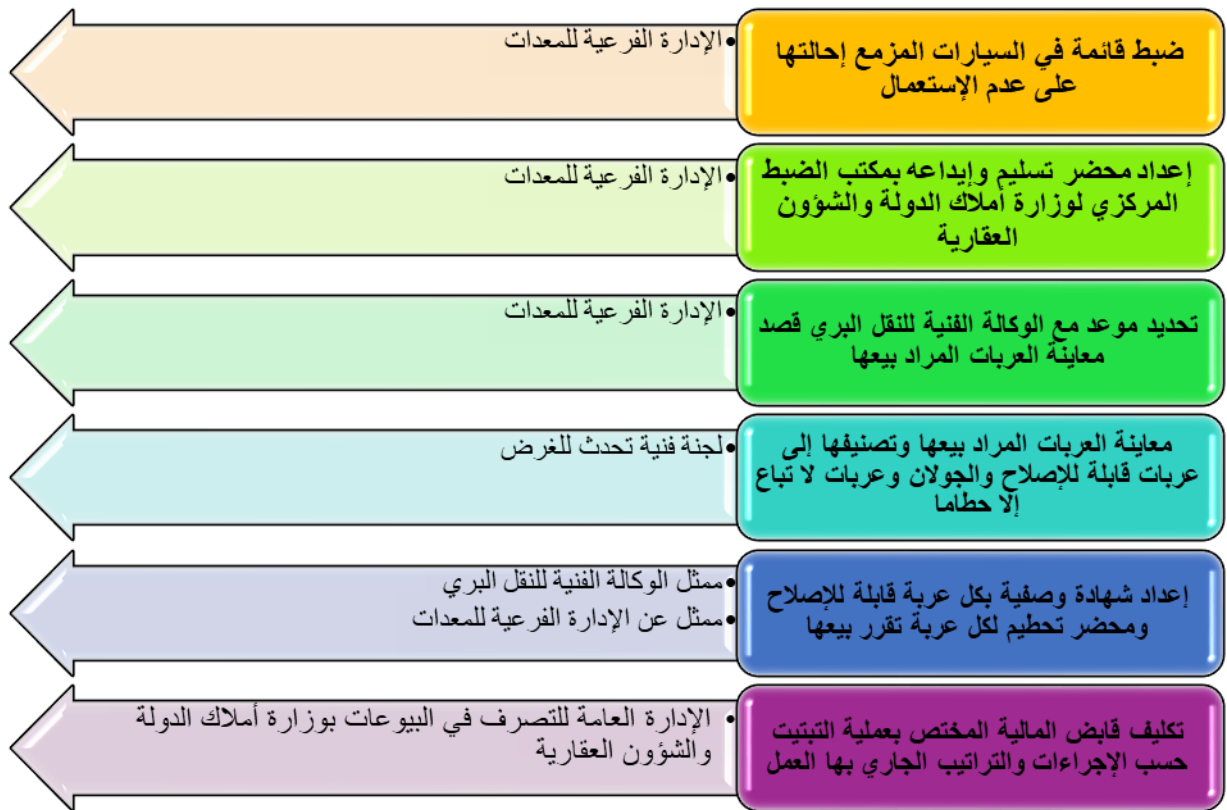 ضبط قائمة في السيارات المزمع إحالتها
على عدم الإستعمال
•الإدارة الفرعية للمعدات
إعداد محضر تسليم وإيداعه بمكتب الضبط
المركزي لوزارة أملاك الدولة والشؤون
العقارية
•الإدارة الفرعية للمعدات
تحديد موعد مع الوكالة الفنية للنقل البري قصد
معاينة العربات المراد بيعها
•الإدارة الفرعية للمعدات
معاينة العربات المراد بيعها وتصنيفها إلى
عربات قابلة للإصلاح والجولان وعربات لا تباع
إلا حطاما
•لجنة فنية تحدث للغرض
إعداد شهادة وصفية بكل عربة قابلة للإصلاح
ومحضر تحطيم لكل عربة تقرر بيعها
•ممثل الوكالة الفنية للنقل البري
•ممثل عن الإدارة الفرعية للمعدات
تكليف قابض المالية المختص بعملية التبتيت
حسب الإجراءات والتراتيب الجاري بها العمل
• الإدارة العامة للتصرف في البيوعات بوزارة أملاك الدولة
والشؤون العقارية